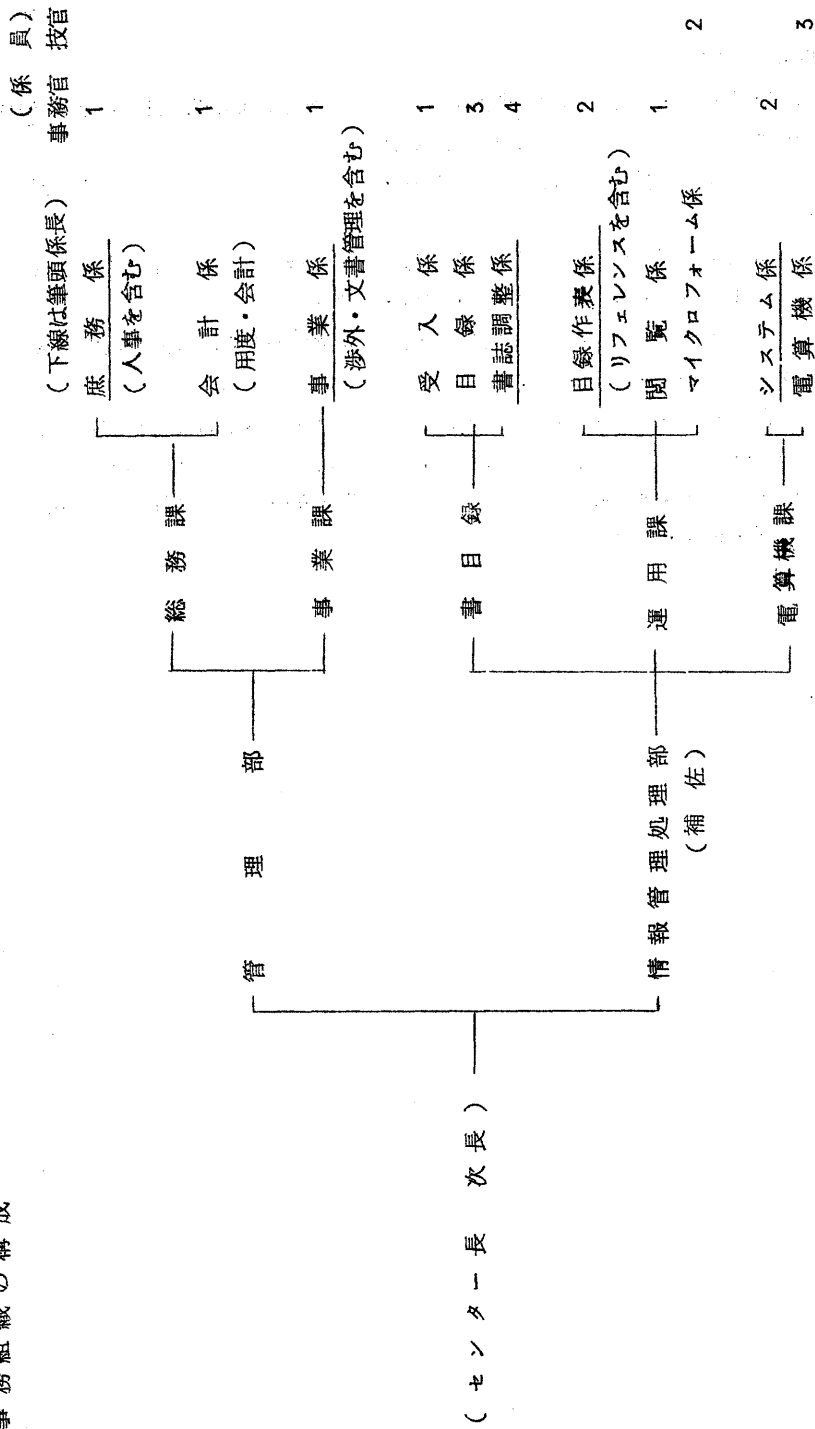 事務組織の構成
(係 員)
(下線は筆頭係長) 事務官 技官
庶務係 1
(人事を含む)
総務課
会計係 1
(用度・会計)
管理部
事業課 事業係 1
(渉外・文書管理を含む)
受入係 1
(センター長 次長) 書目録 目録係 3
書誌調整係 4
目録作表係 2
(リフェレンスを含む)
情報管理処理部 運用課 閲覧係 1
(補佐) マイクロフォーム係 2
システム係 2
電算機課 電算機係 3